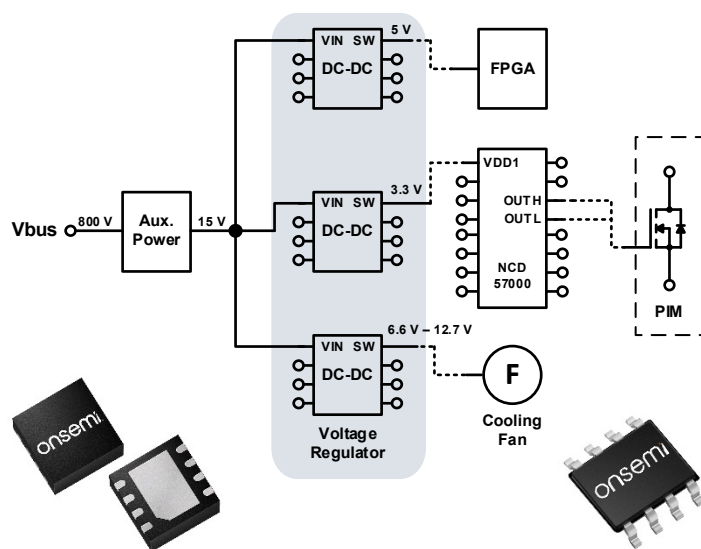 VIN SW
5 V
DC-DC
FPGA
VDD1
VIN SW
3.3 V
DC-DC
OUTH
OUTL
NCD
57000
PIM
Vbus
800 V
Aux.
Power
15 V
6.6 V – 12.7 V
VIN SW
DC-DC
F
Cooling
Fan
Voltage
Regulator
onsemi
onsemi